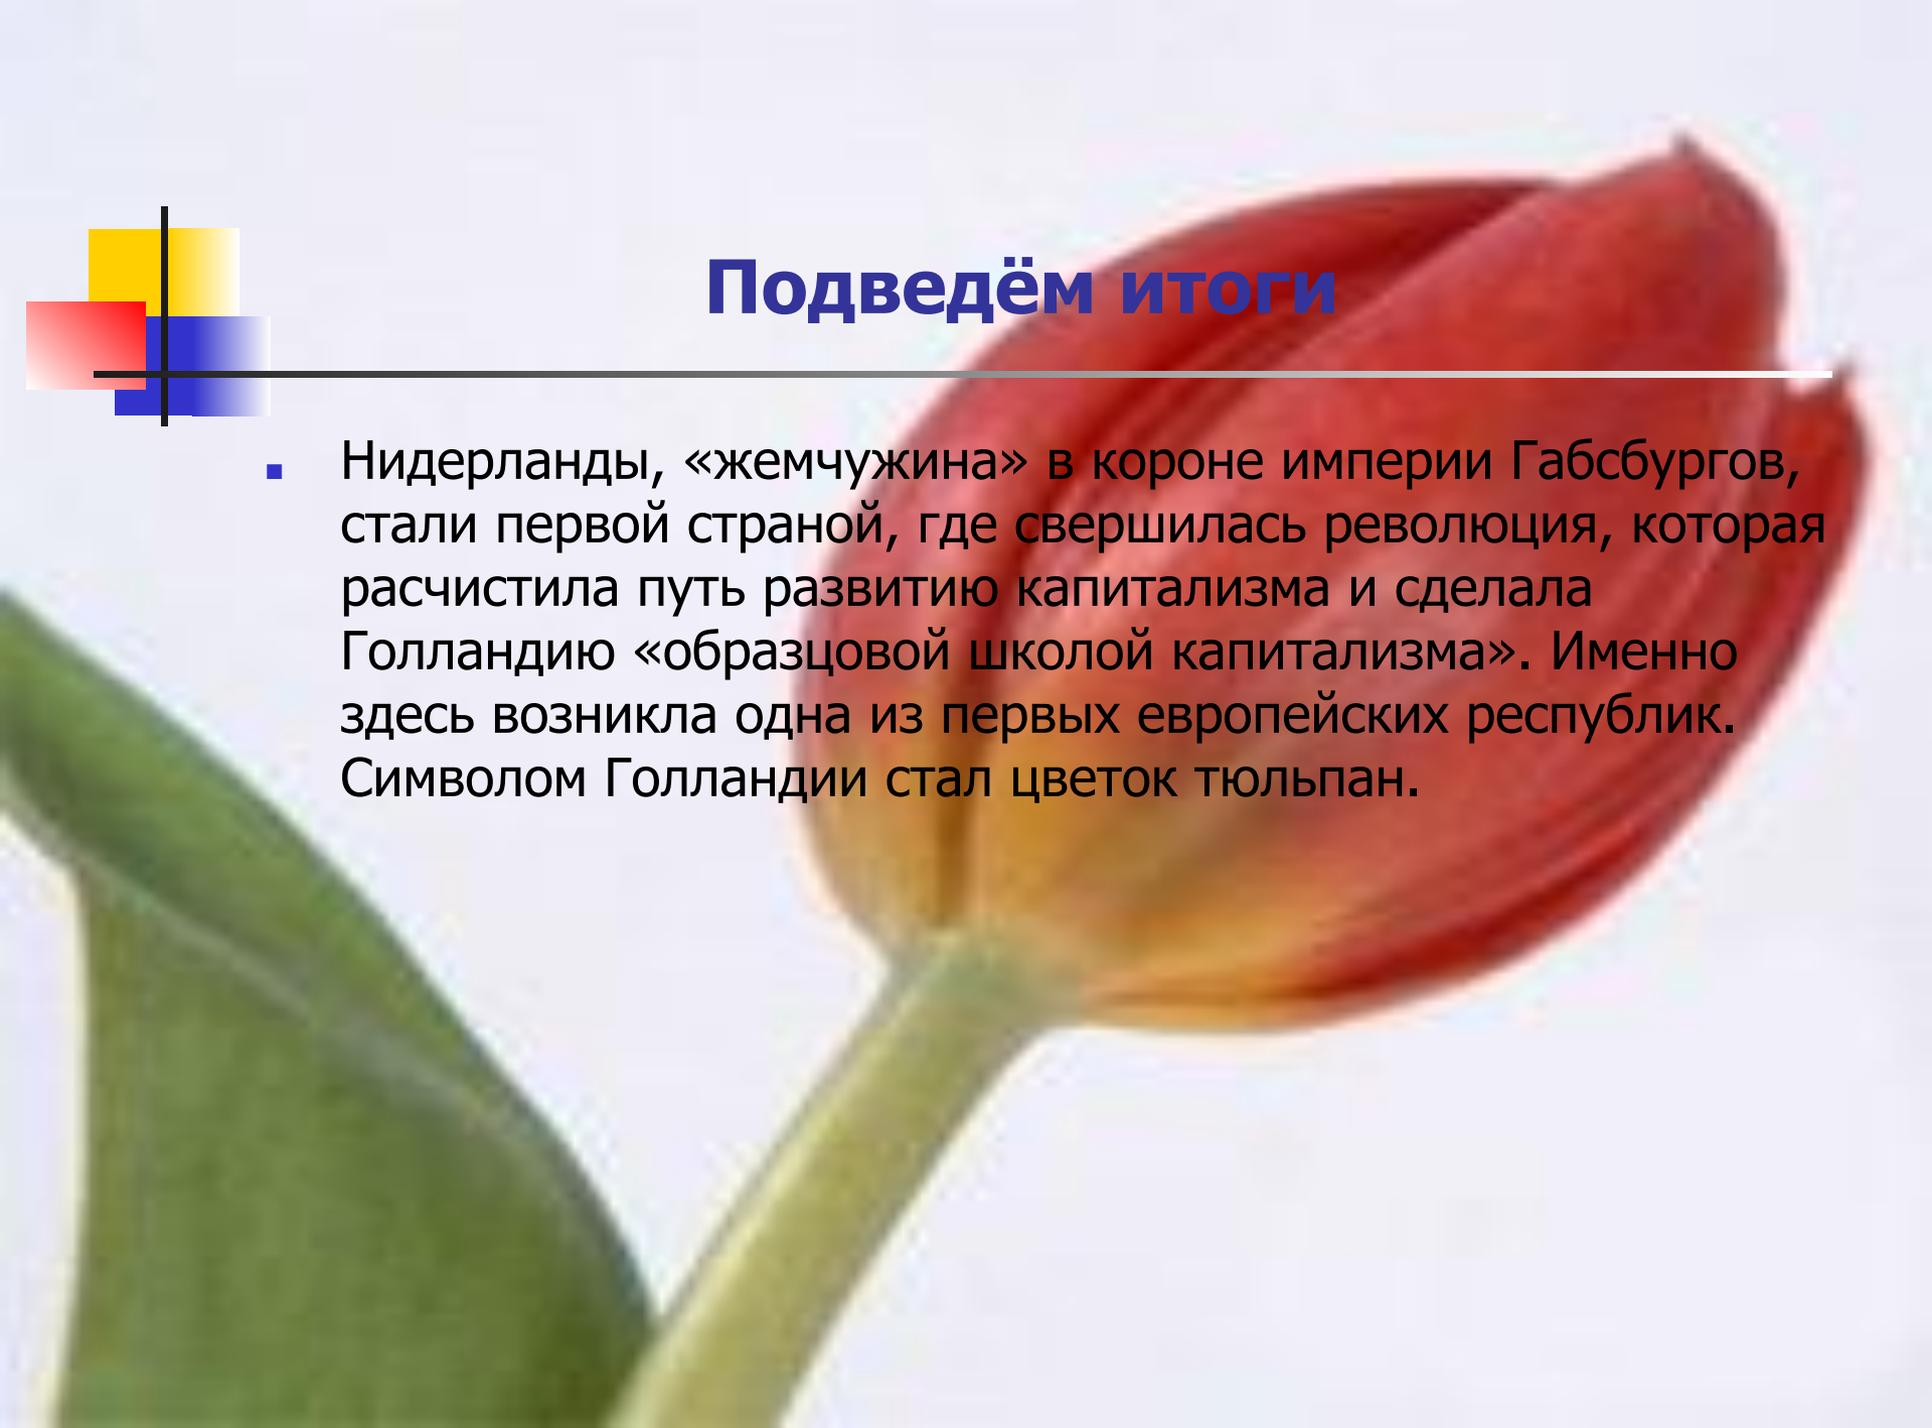 Подведём итоги
Нидерланды, «жемчужина» в короне империи Габсбургов,
стали первой страной, где свершилась революция, которая
расчистила путь развитию капитализма и сделала
Голландию «образцовой школой капитализма». Именно
здесь возникла одна из первых европейских республик.
Символом Голландии стал цветок тюльпан.